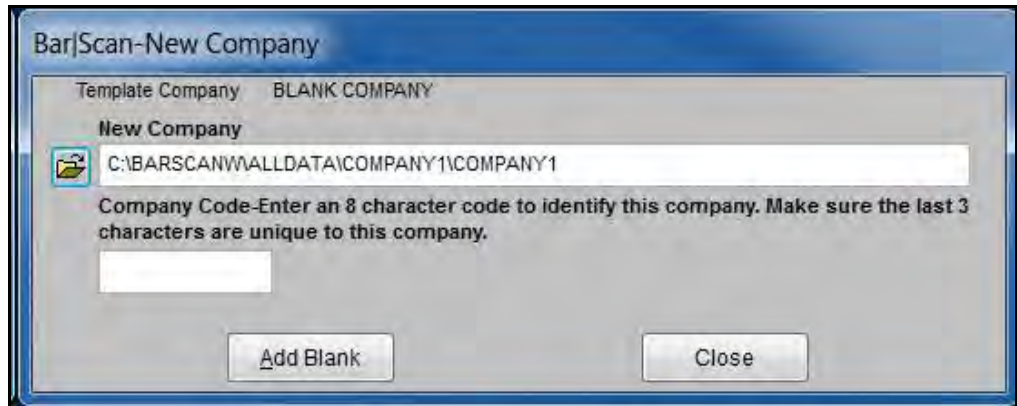 Bar|Scan-New Company
Template Company BLANK COMPANY
New Company
C:\BARSCANW\ALLDATA\COMPANY1\COMPANY1
Company Code-Enter an 8 character code to identify this company. Make sure the last 3
characters are unique to this company.
Add Blank Close